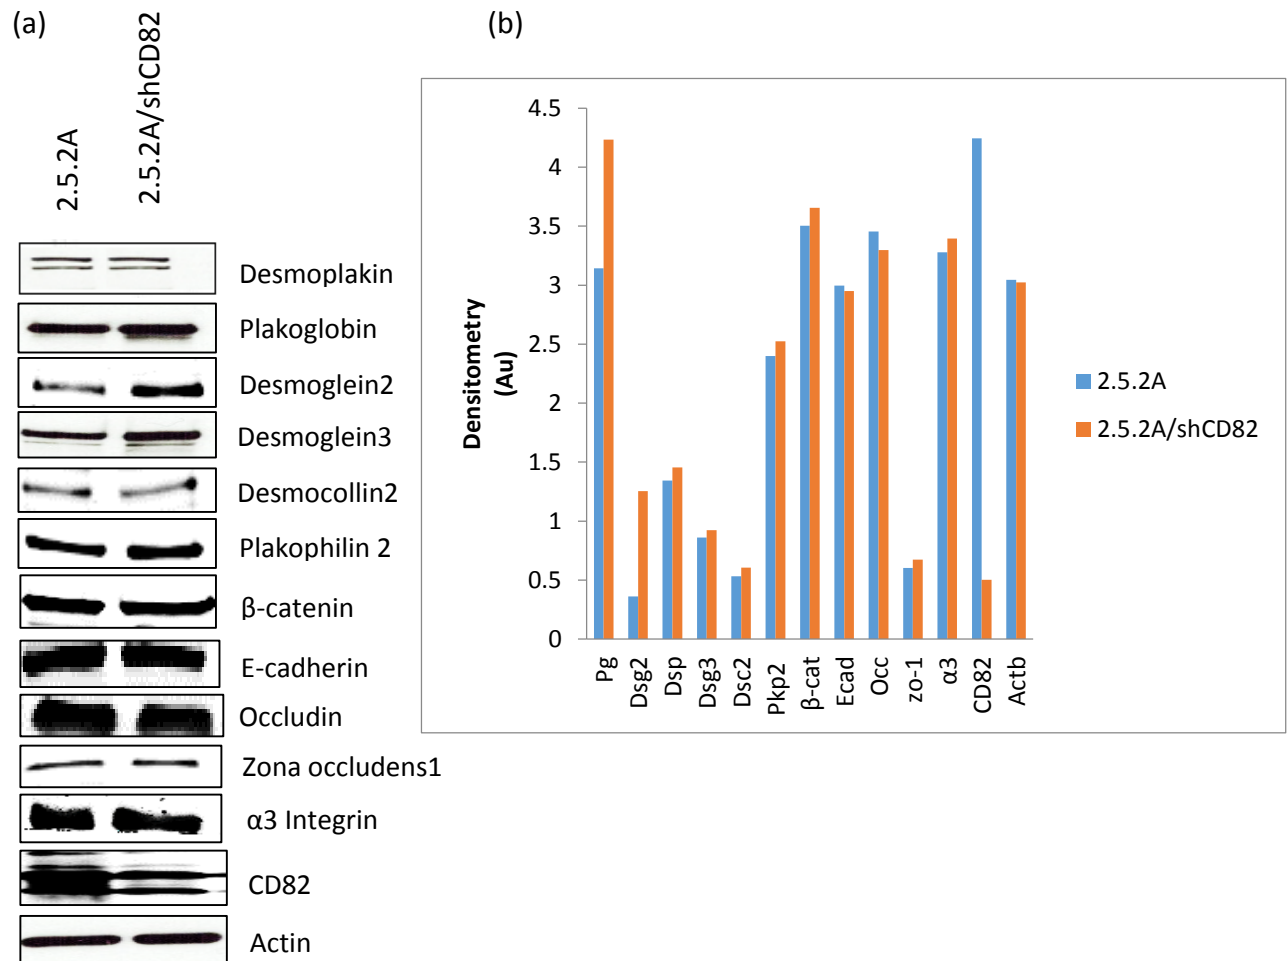 (a)
2.5.2A
2.5.2A/shCD82
Desmoplakin
Plakoglobin
Desmoglein2
Desmoglein3
Desmocollin2
Plakophilin 2
β-catenin
E-cadherin
Occludin
Zona occludens1
α3 Integrin
CD82
Actin
(b)
4.5
4
3.5
3
2.5
2
1.5
1
0.5
0
Densitometry
(Au)
Pg
Dsg2
Dsp
Dsg3
Dsc2
Pkp2
β-cat
Ecad
Occ
zo-1
α3
CD82
Actb
2.5.2A
2.5.2A/shCD82